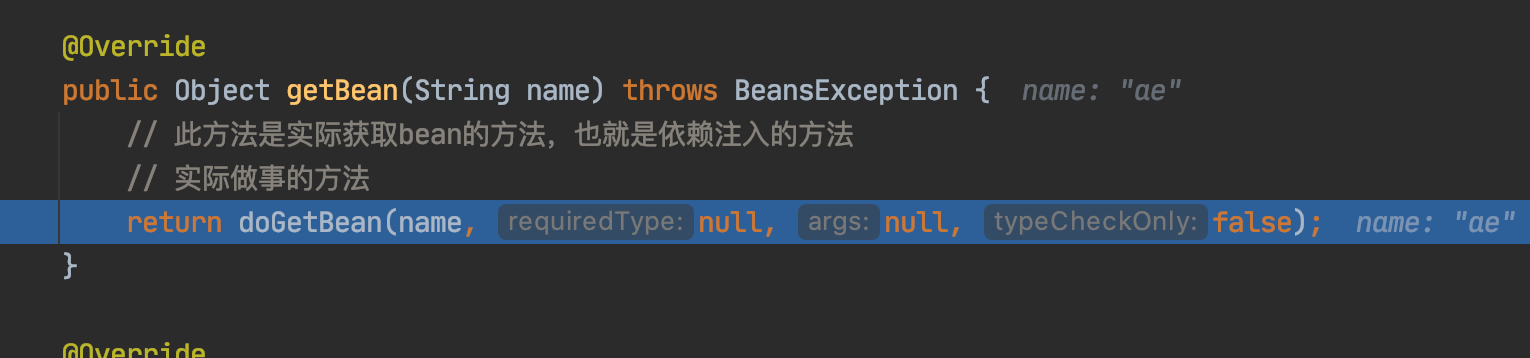 @Override
public Object getBean(String name) throws BeansException {  name: "ae"
// 此方法是实际获取bean的方法，也就是依赖注入的方法
// 实际做事的方法
return doGetBean(name, requiredType: null, args: null, typeCheckOnly: false);  name: "ae"
}
@Override